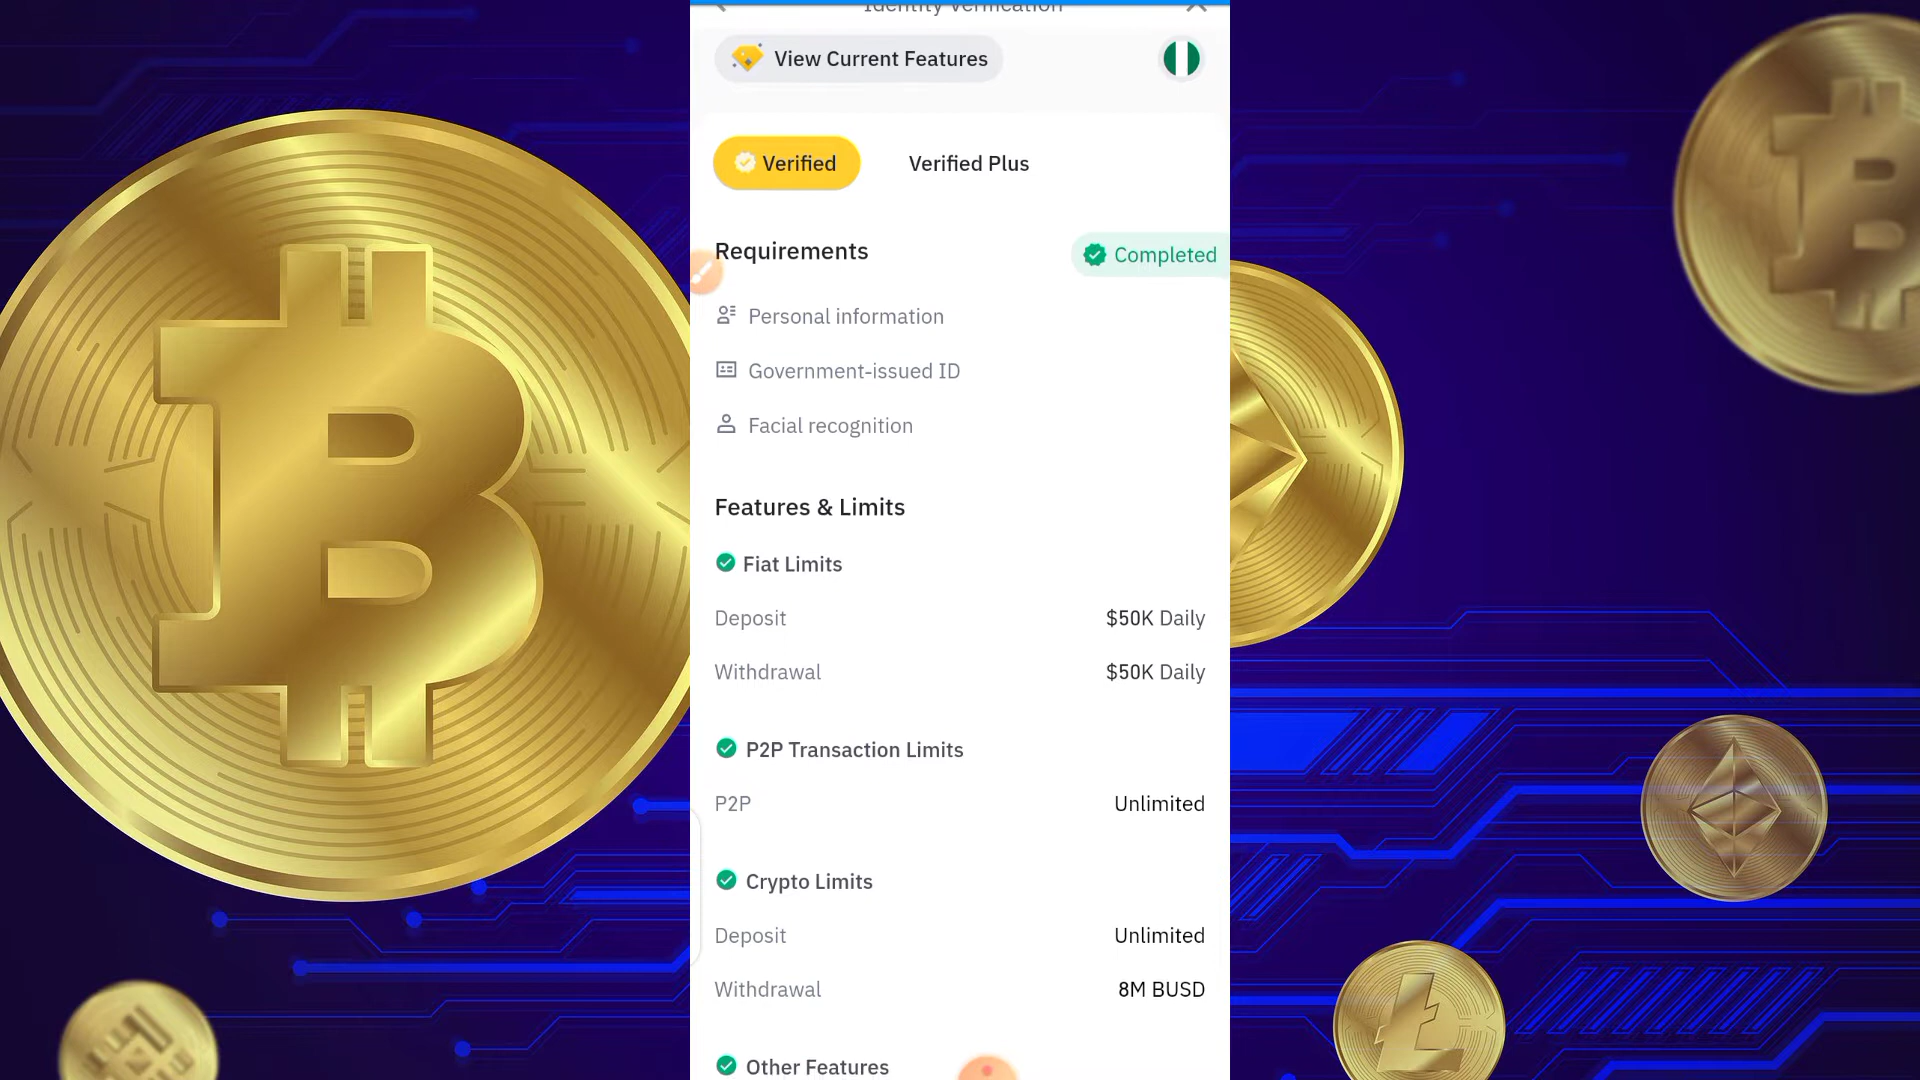 Identity Verification
View Current Features
Verified
Verified Plus
Requirements
Completed
Personal information
Government-issued ID
Facial recognition
Features & Limits
Fiat Limits
Deposit $50K Daily
Withdrawal $50K Daily
P2P Transaction Limits
P2P Unlimited
Crypto Limits
Deposit Unlimited
Withdrawal 8M BUSD
Other Features